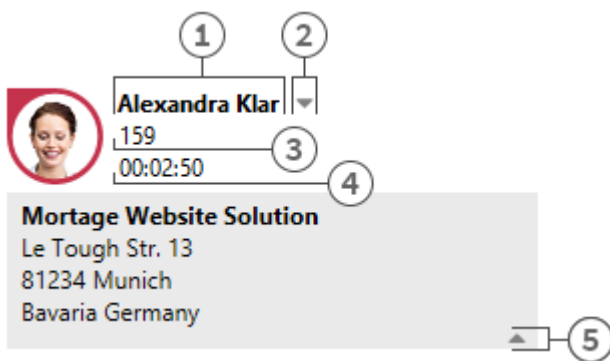 1 2
Alexandra Klar
159
3
00:02:50
4
Mortage Website Solution
Le Tough Str. 13
81234 Munich
Bavaria Germany
5